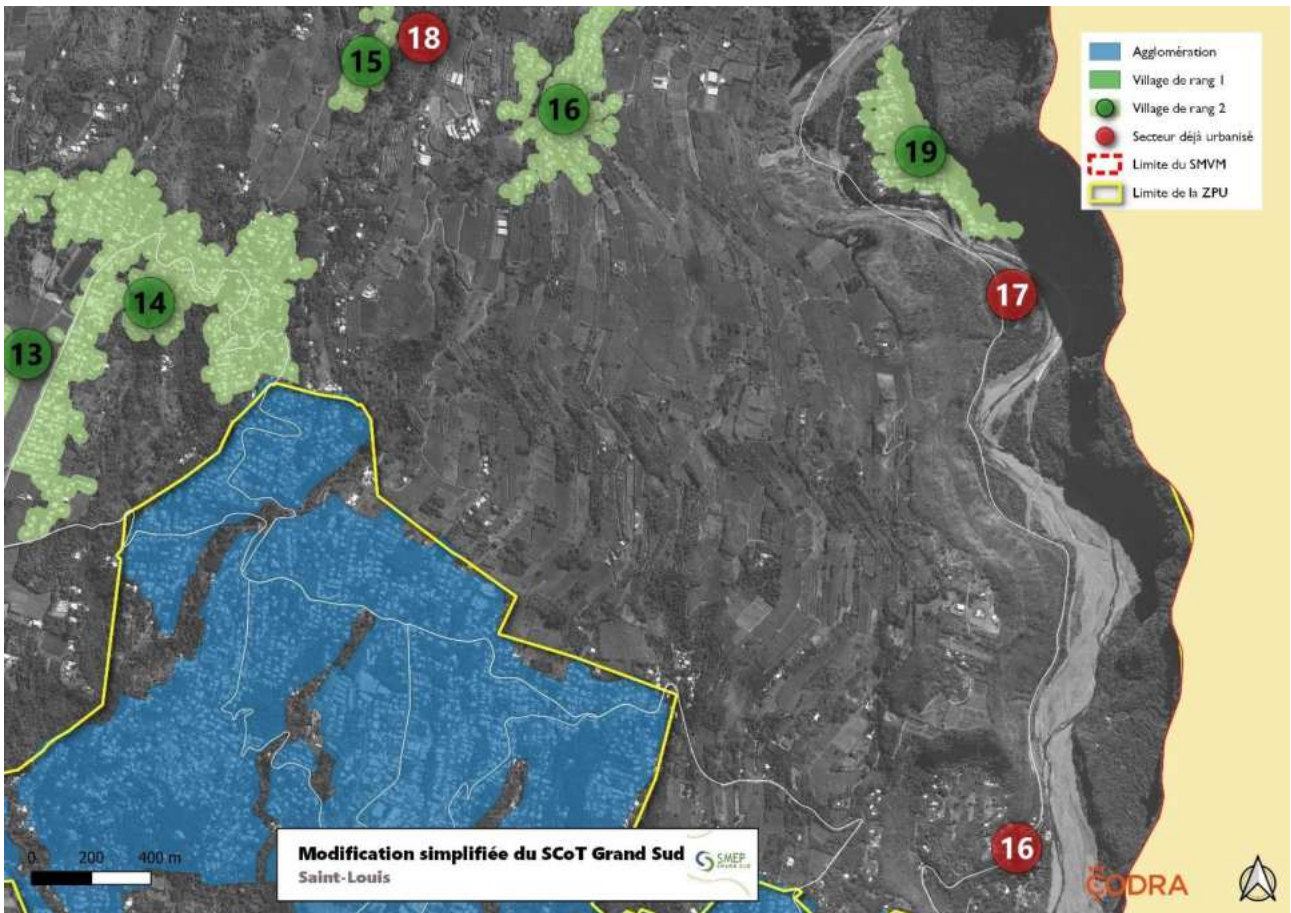 18
15
16
19
17
14
13
16
Agglomération
Village de rang 1
Village de rang 2
Secteur déjà urbanisé
Limite du SMVM
Limite de la ZPU
0 200 400 m
Modification simplifiée du SCoT Grand Sud
Saint-Louis
SMEP
GRAND SUD
CODRA